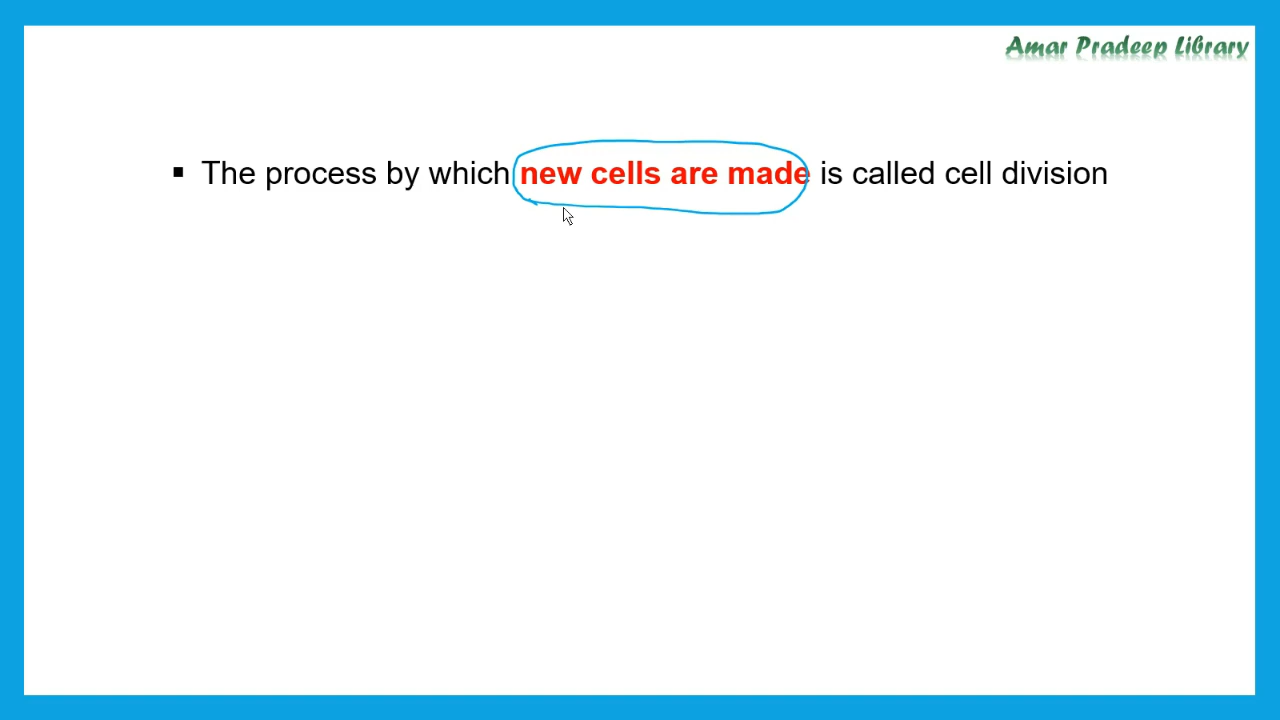 Amar Pradeep Library
▪ The process by which new cells are made is called cell division